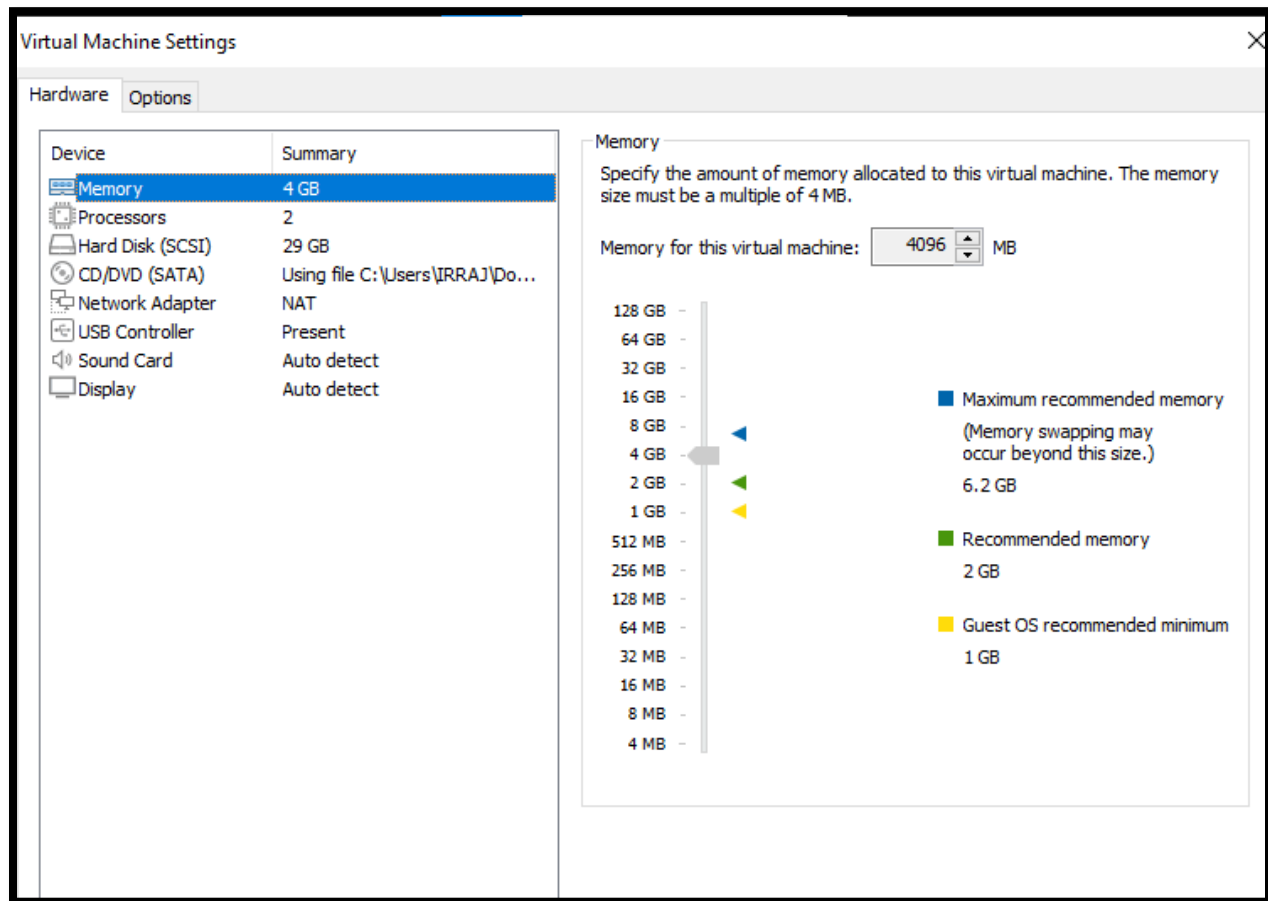 Virtual Machine Settings
Hardware Options
Device Summary
Memory 4 GB
Processors 2
Hard Disk (SCSI) 29 GB
CD/DVD (SATA) Using file C:\Users\IRRAJ\Do...
Network Adapter NAT
USB Controller Present
Sound Card Auto detect
Display Auto detect
Memory
Specify the amount of memory allocated to this virtual machine. The memory
size must be a multiple of 4 MB.
Memory for this virtual machine: 4096 MB
128 GB
64 GB
32 GB
16 GB
8 GB
4 GB
2 GB
1 GB
512 MB
256 MB
128 MB
64 MB
32 MB
16 MB
8 MB
4 MB
Maximum recommended memory
(Memory swapping may
occur beyond this size.)
6.2 GB
Recommended memory
2 GB
Guest OS recommended minimum
1 GB